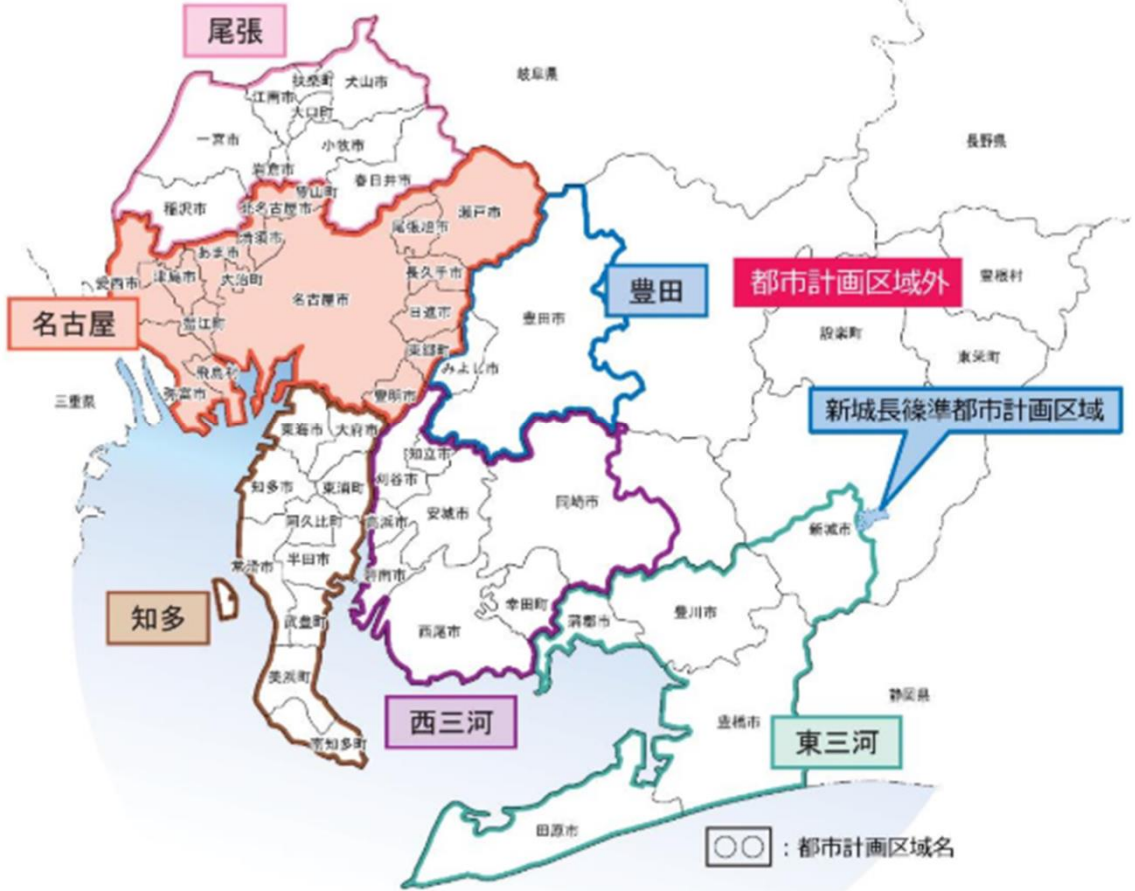 尾張
岐阜県
扶桑町
犬山市
江南市
大口町
一宮市
小牧市
長野県
岩倉市
春日井市
豊山町
稲沢市
北名古屋市
瀬戸市
尾張旭市
清須市
あま市
長久手市
愛西市
津島市
大治町
都市計画区域外
豊根村
豊田
名古屋市
日進市
豊田市
名古屋
蟹江町
設楽町
東郷町
東栄町
みよし市
飛島村
弥富市
豊明市
三重県
新城長篠準都市計画区域
東海市
大府市
知立市
刈谷市
知多市
東浦町
岡崎市
安城市
阿久比町
高浜市
新城市
半田市
常滑市
碧南市
幸田町
知多
武豊町
蒲郡市
豊川市
西尾市
美浜町
静岡県
西三河
豊橋市
東三河
南知多町
田原市
○○：都市計画区域名